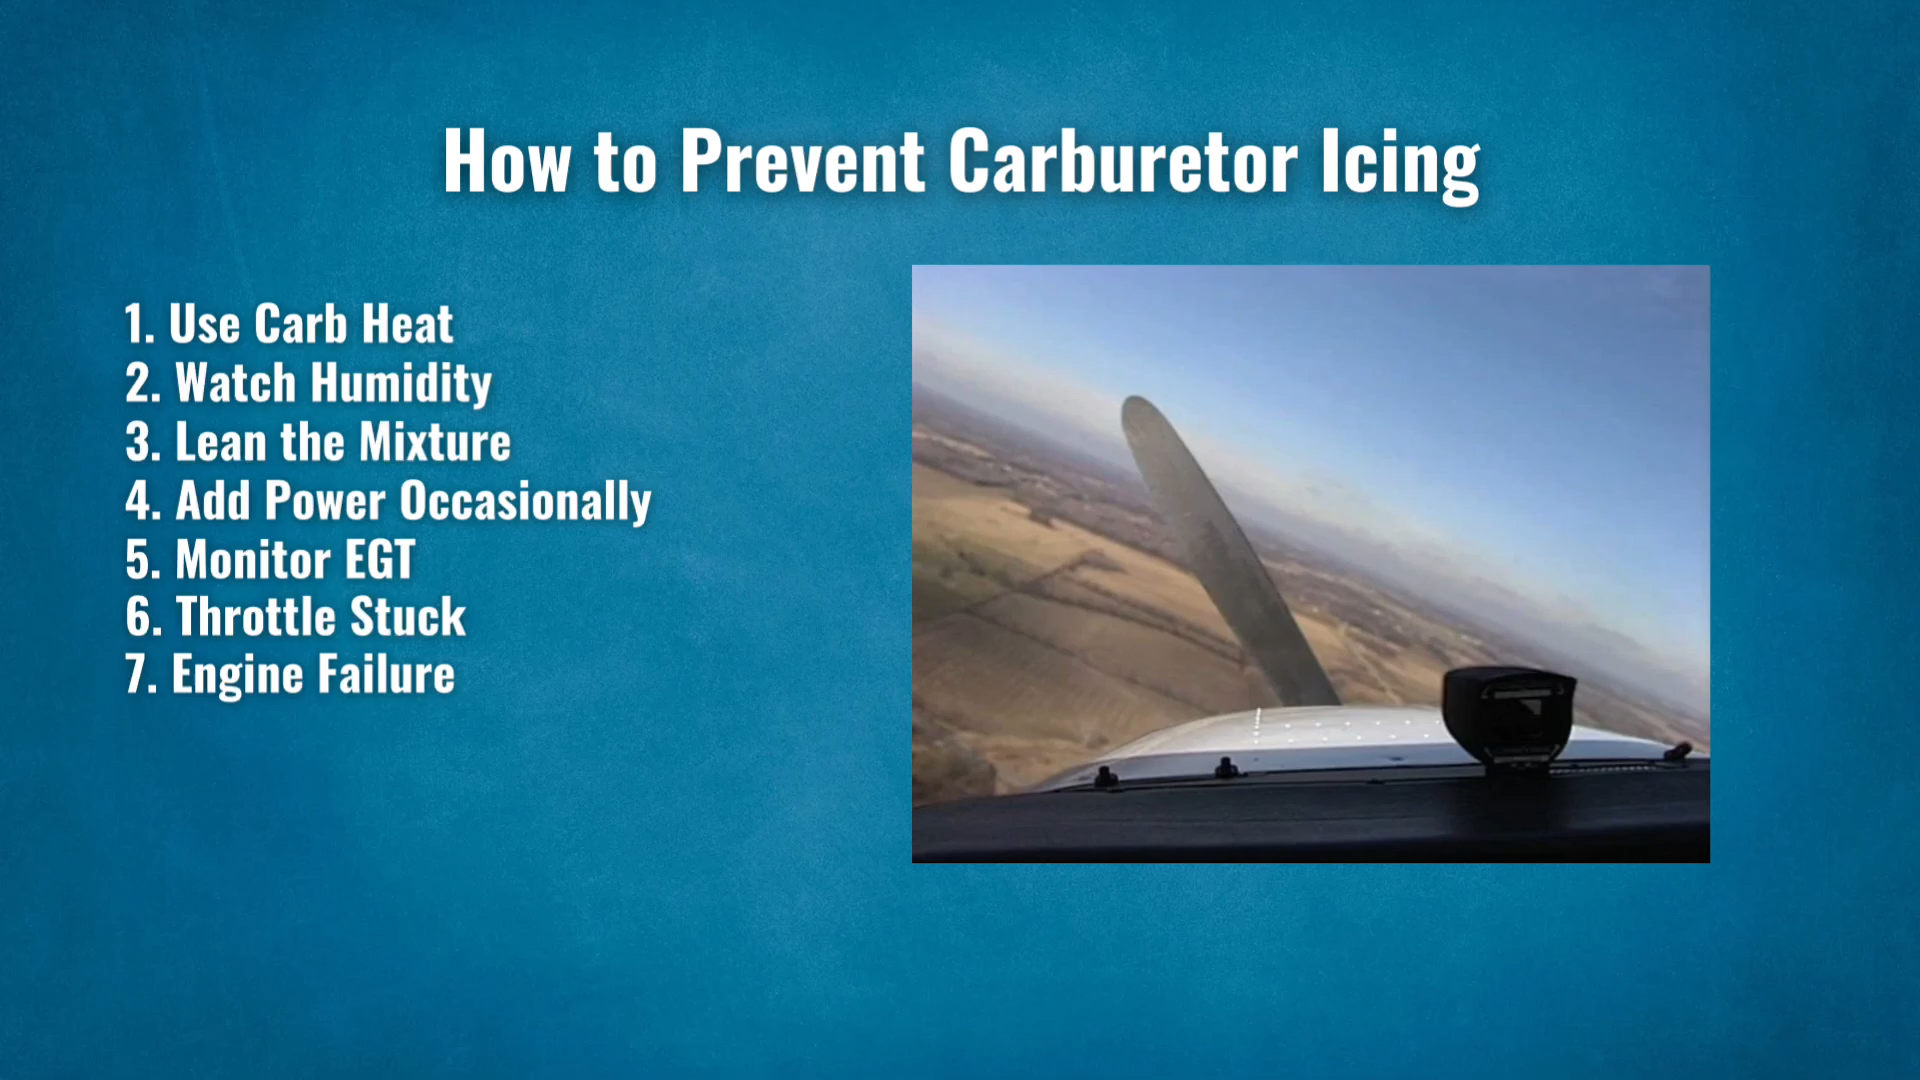 How to Prevent Carburetor Icing
1. Use Carb Heat
2. Watch Humidity
3. Lean the Mixture
4. Add Power Occasionally
5. Monitor EGT
6. Throttle Stuck
7. Engine Failure